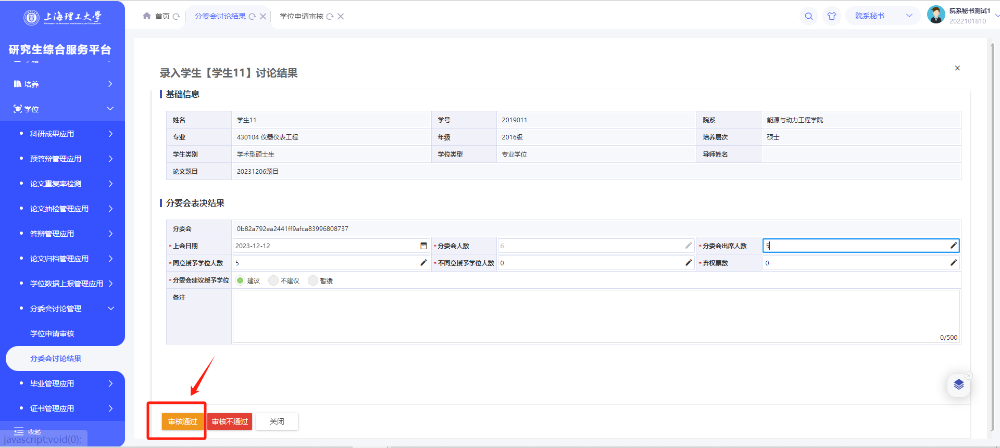 上海理工大学
UNIVERSITY OF SHANGHAI FOR SCIENCE AND TECHNOLOGY
研究生综合服务平台
培养
学位
科研成果应用
预答辩管理应用
论文重复率检测
论文抽检管理应用
答辩管理应用
论文归档管理应用
学位数据上报管理应用
分委会讨论管理
学位申请审核
分委会讨论结果
毕业管理应用
证书管理应用
收起
javascript:void(0);
首页 分委会讨论结果 学位申请审核
院系秘书
院系秘书测试1
2022101810
录入学生【学生11】讨论结果
基础信息
姓名 学生11 学号 2019011 院系 能源与动力工程学院
专业 430104 仪器仪表工程 年级 2016级 培养层次 硕士
学生类别 学术型硕士生 学位类型 专业学位 导师姓名
论文题目 20231206题目
分委会表决结果
分委会 0b82a792ea2441ff9afca83996808737
*上会日期 2023-12-12 *分委会人数 6 *分委会出席人数 5
*同意授予学位人数 5 *不同意授予学位人数 0 *弃权票数 0
*分委会建议授予学位 建议 不建议 暂缓
备注
0/500
审核通过 审核不通过 关闭